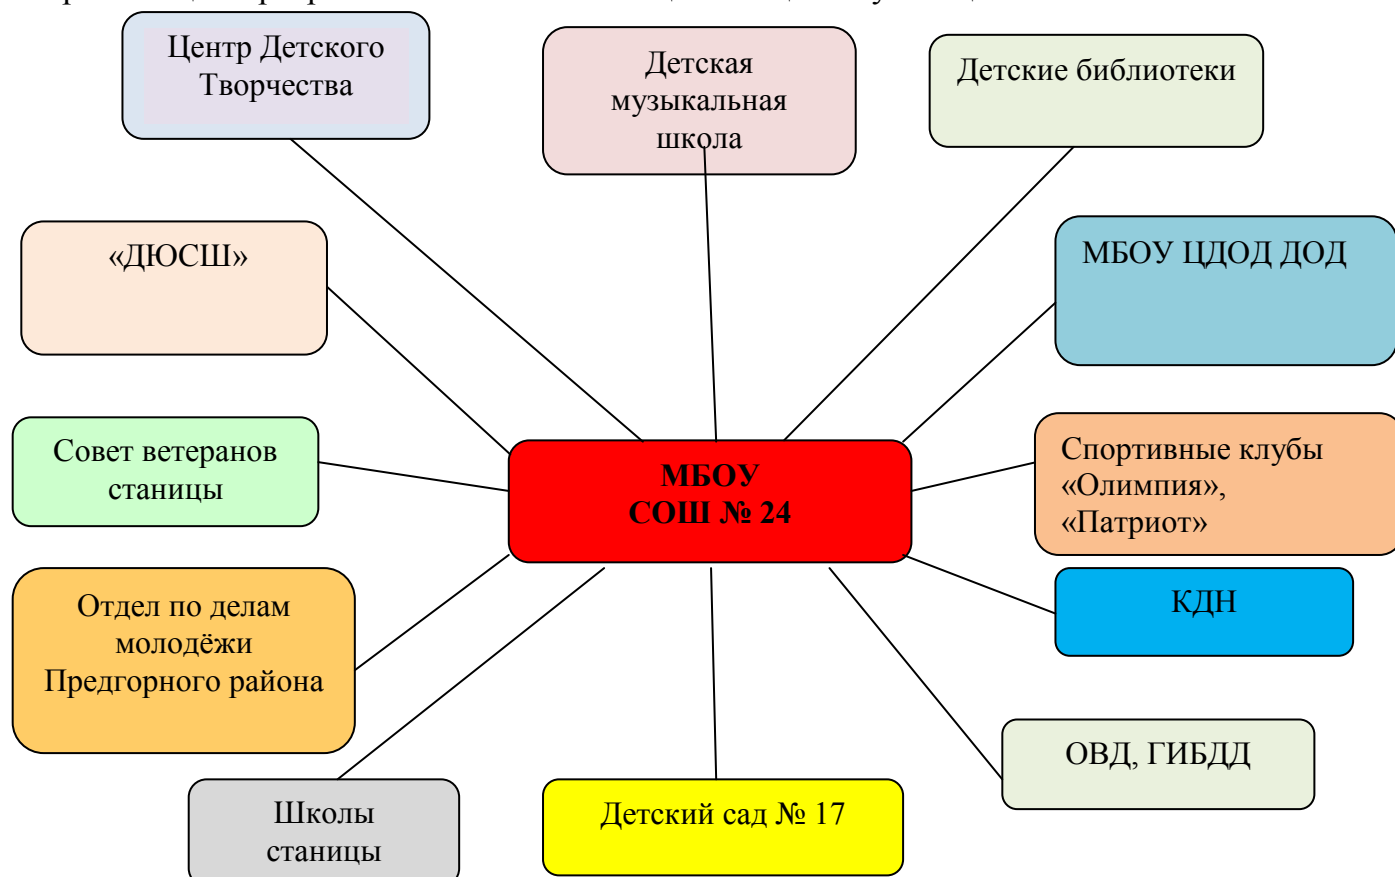 Центр Детского
Творчества
Детская
музыкальная
школа
Детские библиотеки
«ДЮСШ»
МБОУ ЦДОД ДОД
Совет ветеранов
станицы
МБОУ
СОШ № 24
Спортивные клубы
«Олимпия»,
«Патриот»
Отдел по делам
молодёжи
Предгорного района
КДН
ОВД, ГИБДД
Школы
станицы
Детский сад № 17